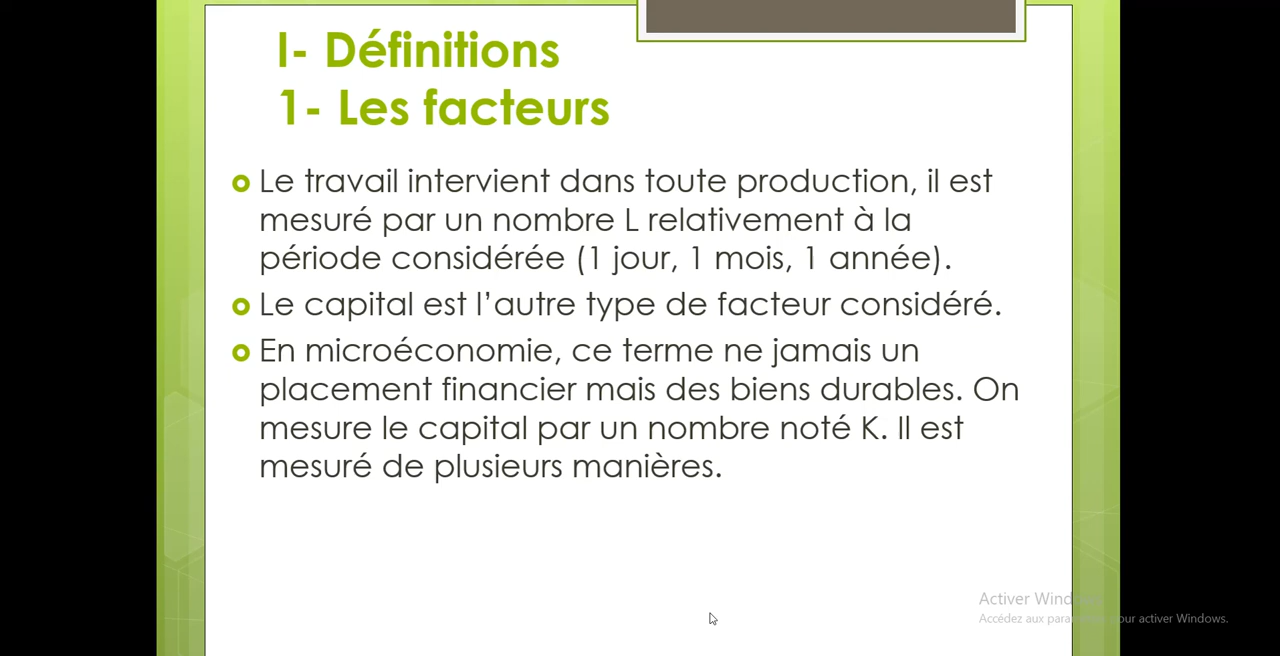 I- Définitions
1- Les facteurs
Le travail intervient dans toute production, il est
mesuré par un nombre L relativement à la
période considérée (1 jour, 1 mois, 1 année).
Le capital est l’autre type de facteur considéré.
En microéconomie, ce terme ne jamais un
placement financier mais des biens durables. On
mesure le capital par un nombre noté K. Il est
mesuré de plusieurs manières.
Activer Windows
Accédez aux paramètres pour activer Windows.